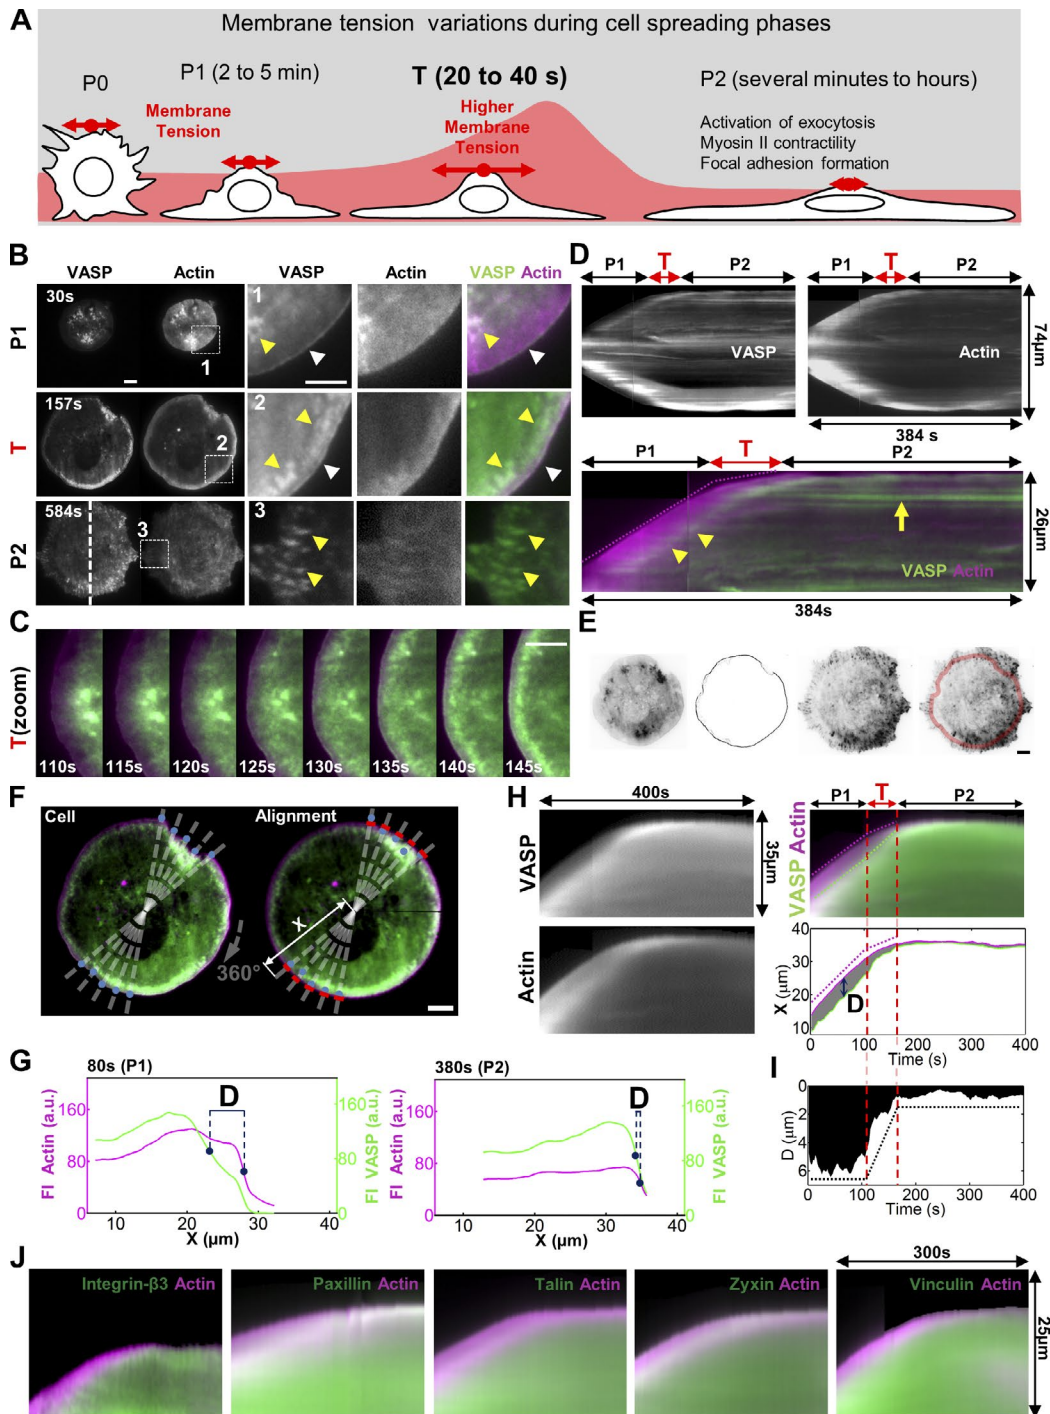 A
Membrane tension variations during cell spreading phases
P0
P1 (2 to 5 min)
T (20 to 40 s)
P2 (several minutes to hours)
Membrane
Tension
Higher
Membrane
Tension
Activation of exocytosis
Myosin II contractility
Focal adhesion formation
B
VASP
Actin
VASP
Actin
VASP Actin
P1
30s
1
1
T
157s
2
2
P2
584s
3
3
C
T(zoom)
110s
115s
120s
125s
130s
135s
140s
145s
D
P1
T
P2
P1
T
P2
VASP
Actin
74µm
384 s
P1
T
P2
VASP Actin
26µm
384s
E
F
Cell
Alignment
X
360°
G
80s (P1)
380s (P2)
FI Actin (a.u.)
160
80
0
D
160
80
0
FI VASP (a.u.)
10
20
30
40
X (µm)
FI Actin (a.u.)
160
80
0
D
160
80
0
FI VASP (a.u.)
10
20
30
40
X (µm)
H
400s
VASP
35µm
Actin
P1
T
P2
VASP Actin
X (µm)
40
30
20
10
D
0
100
200
300
400
Time (s)
I
D (µm)
0
2
4
6
0
100
200
300
400
Time (s)
J
300s
Integrin-β3 Actin
Paxillin Actin
Talin Actin
Zyxin Actin
Vinculin Actin
25µm